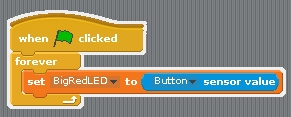 when clicked
forever
set BigRedLED to Button sensor value